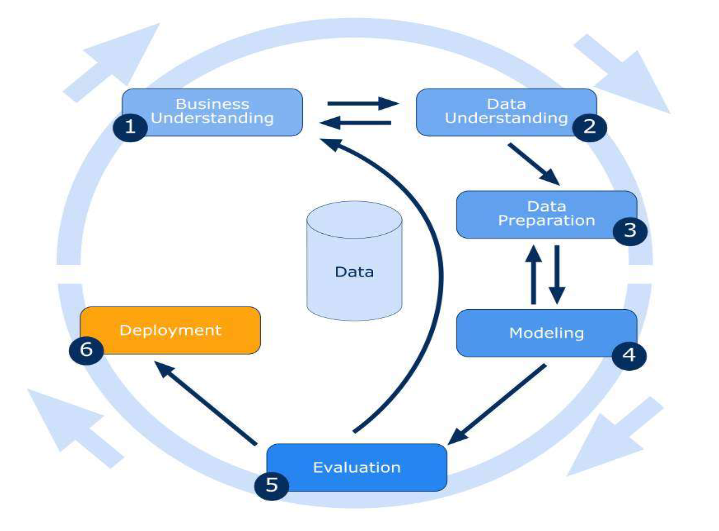 Business
Understanding
1
Data
Understanding
2
Data
Preparation
3
Data
Modeling
4
Deployment
6
Evaluation
5